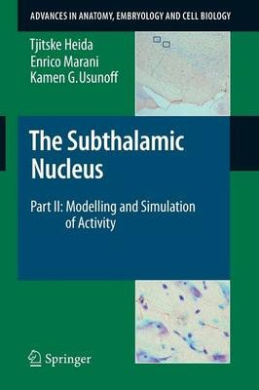 ADVANCES IN ANATOMY, EMBRYOLOGY AND CELL BIOLOGY
Tjitske Heida
Enrico Marani
Kamen G. Usunoff
The Subthalamic
Nucleus
Part II: Modelling and Simulation
of Activity
Springer